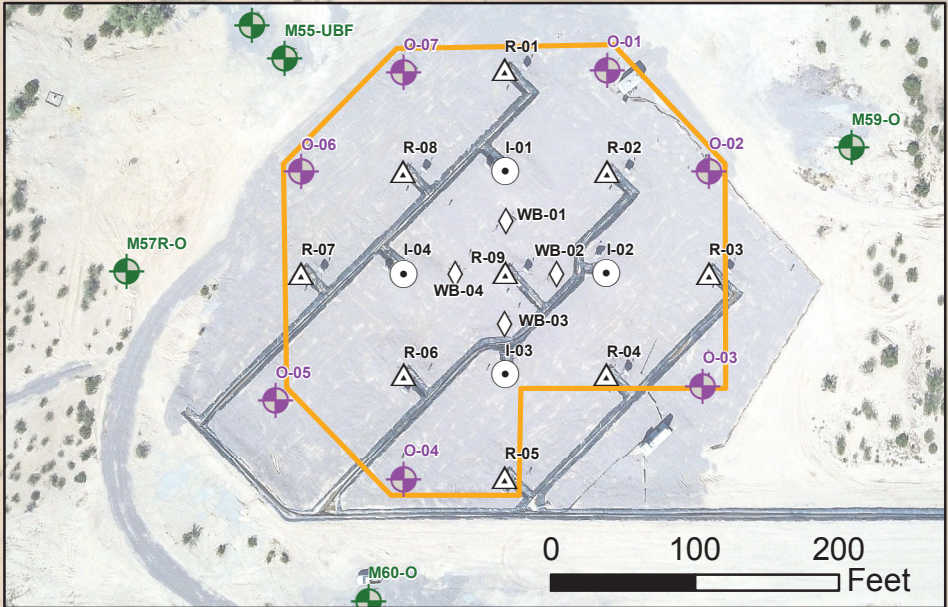 M55-UBF
O-07
R-01
O-01
M59-O
O-06
R-08
I-01
R-02
O-02
WB-01
M57R-O
R-07
I-04
R-09
WB-02
I-02
R-03
WB-04
WB-03
O-05
R-06
I-03
R-04
O-03
O-04
R-05
M60-O
0 100 200
Feet